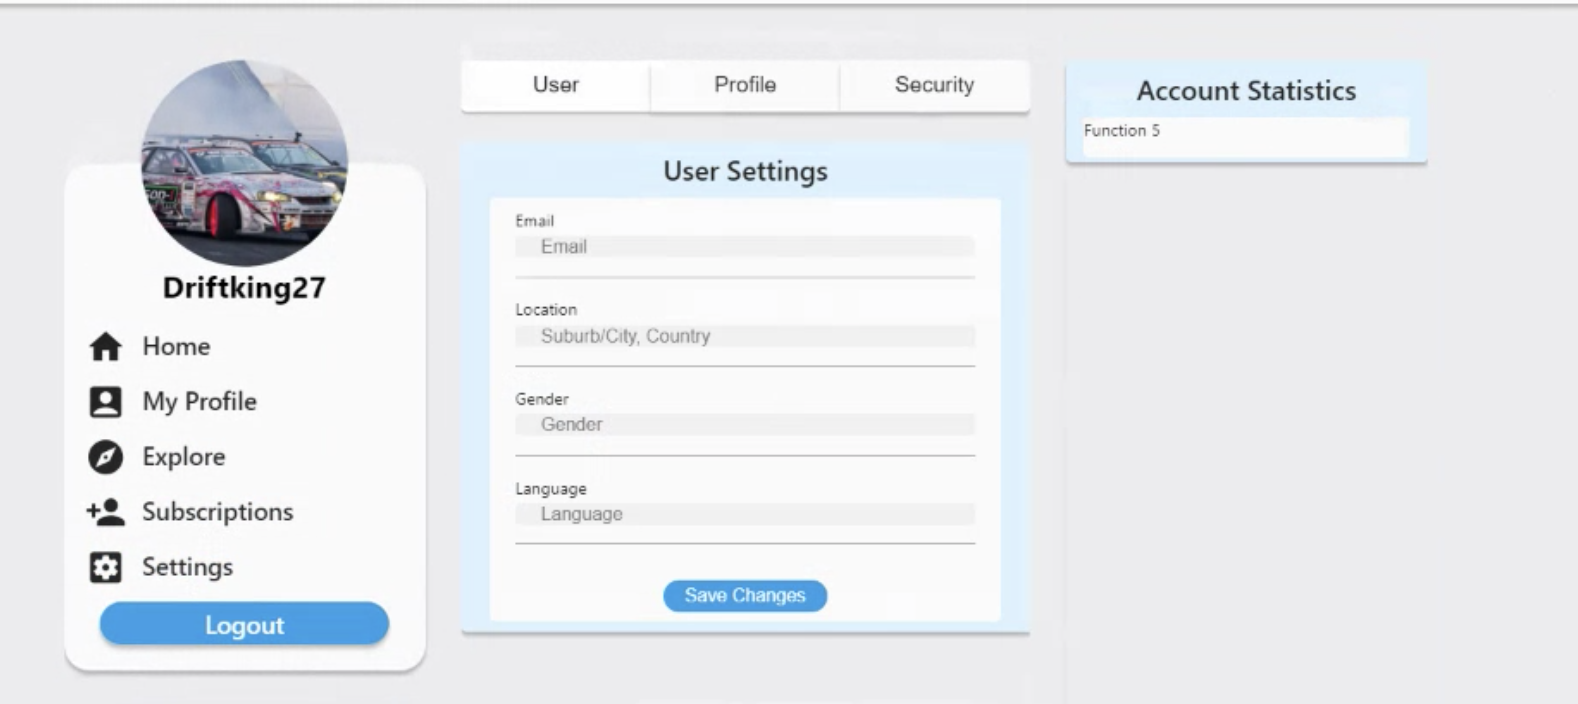 Driftking27
Home
My Profile
Explore
Subscriptions
Settings
Logout
User
Profile
Security
User Settings
Email
Email
Location
Suburb/City, Country
Gender
Gender
Language
Language
Save Changes
Account Statistics
Function 5